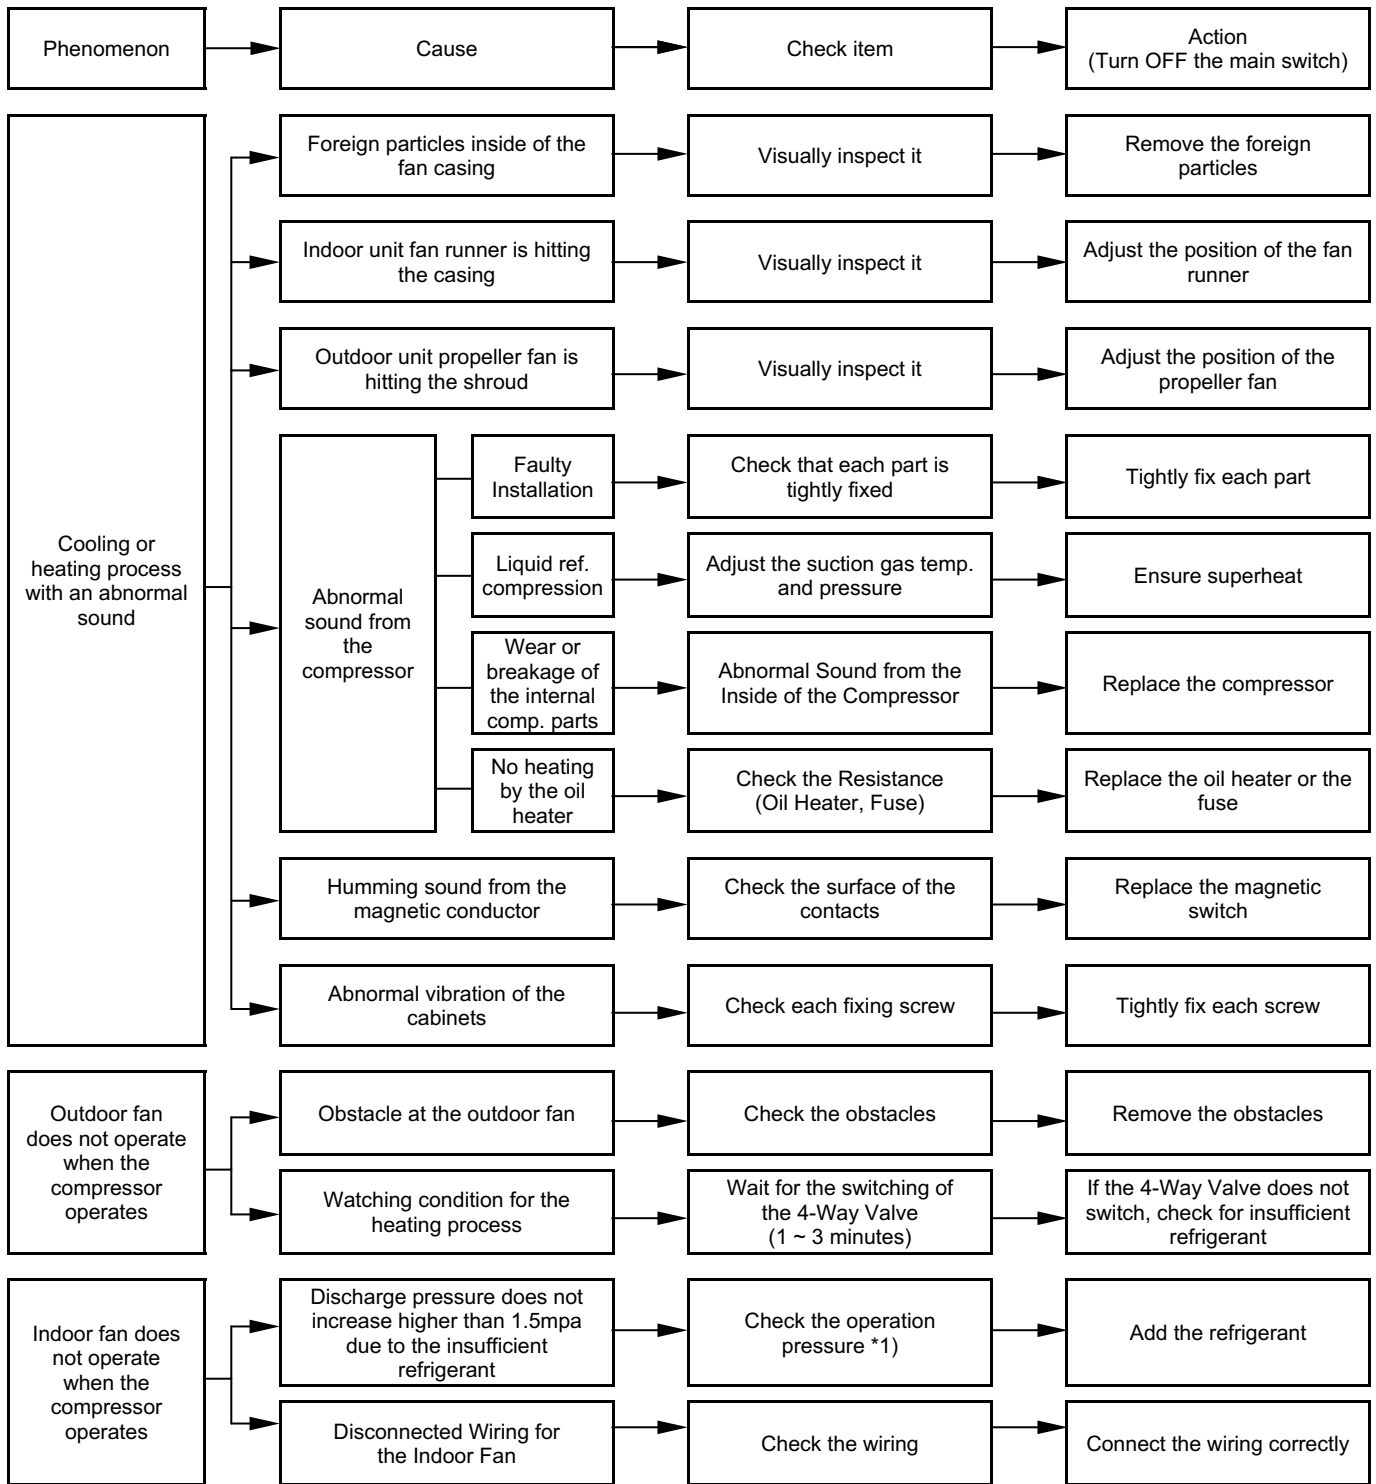 Phenomenon
Cause
Check item
Action
(Turn OFF the main switch)
Cooling or
heating process
with an abnormal
sound
Foreign particles inside of the
fan casing
Visually inspect it
Remove the foreign
particles
Indoor unit fan runner is hitting
the casing
Visually inspect it
Adjust the position of the fan
runner
Outdoor unit propeller fan is
hitting the shroud
Visually inspect it
Adjust the position of the
propeller fan
Abnormal
sound from
the
compressor
Faulty
Installation
Check that each part is
tightly fixed
Tightly fix each part
Liquid ref.
compression
Adjust the suction gas temp.
and pressure
Ensure superheat
Wear or
breakage of
the internal
comp. parts
Abnormal Sound from the
Inside of the Compressor
Replace the compressor
No heating
by the oil
heater
Check the Resistance
(Oil Heater, Fuse)
Replace the oil heater or the
fuse
Humming sound from the
magnetic conductor
Check the surface of the
contacts
Replace the magnetic
switch
Abnormal vibration of the
cabinets
Check each fixing screw
Tightly fix each screw
Outdoor fan
does not operate
when the
compressor
operates
Obstacle at the outdoor fan
Check the obstacles
Remove the obstacles
Watching condition for the
heating process
Wait for the switching of
the 4-Way Valve
(1 ~ 3 minutes)
If the 4-Way Valve does not
switch, check for insufficient
refrigerant
Indoor fan does
not operate
when the
compressor
operates
Discharge pressure does not
increase higher than 1.5mpa
due to the insufficient
refrigerant
Check the operation
pressure *1)
Add the refrigerant
Disconnected Wiring for
the Indoor Fan
Check the wiring
Connect the wiring correctly